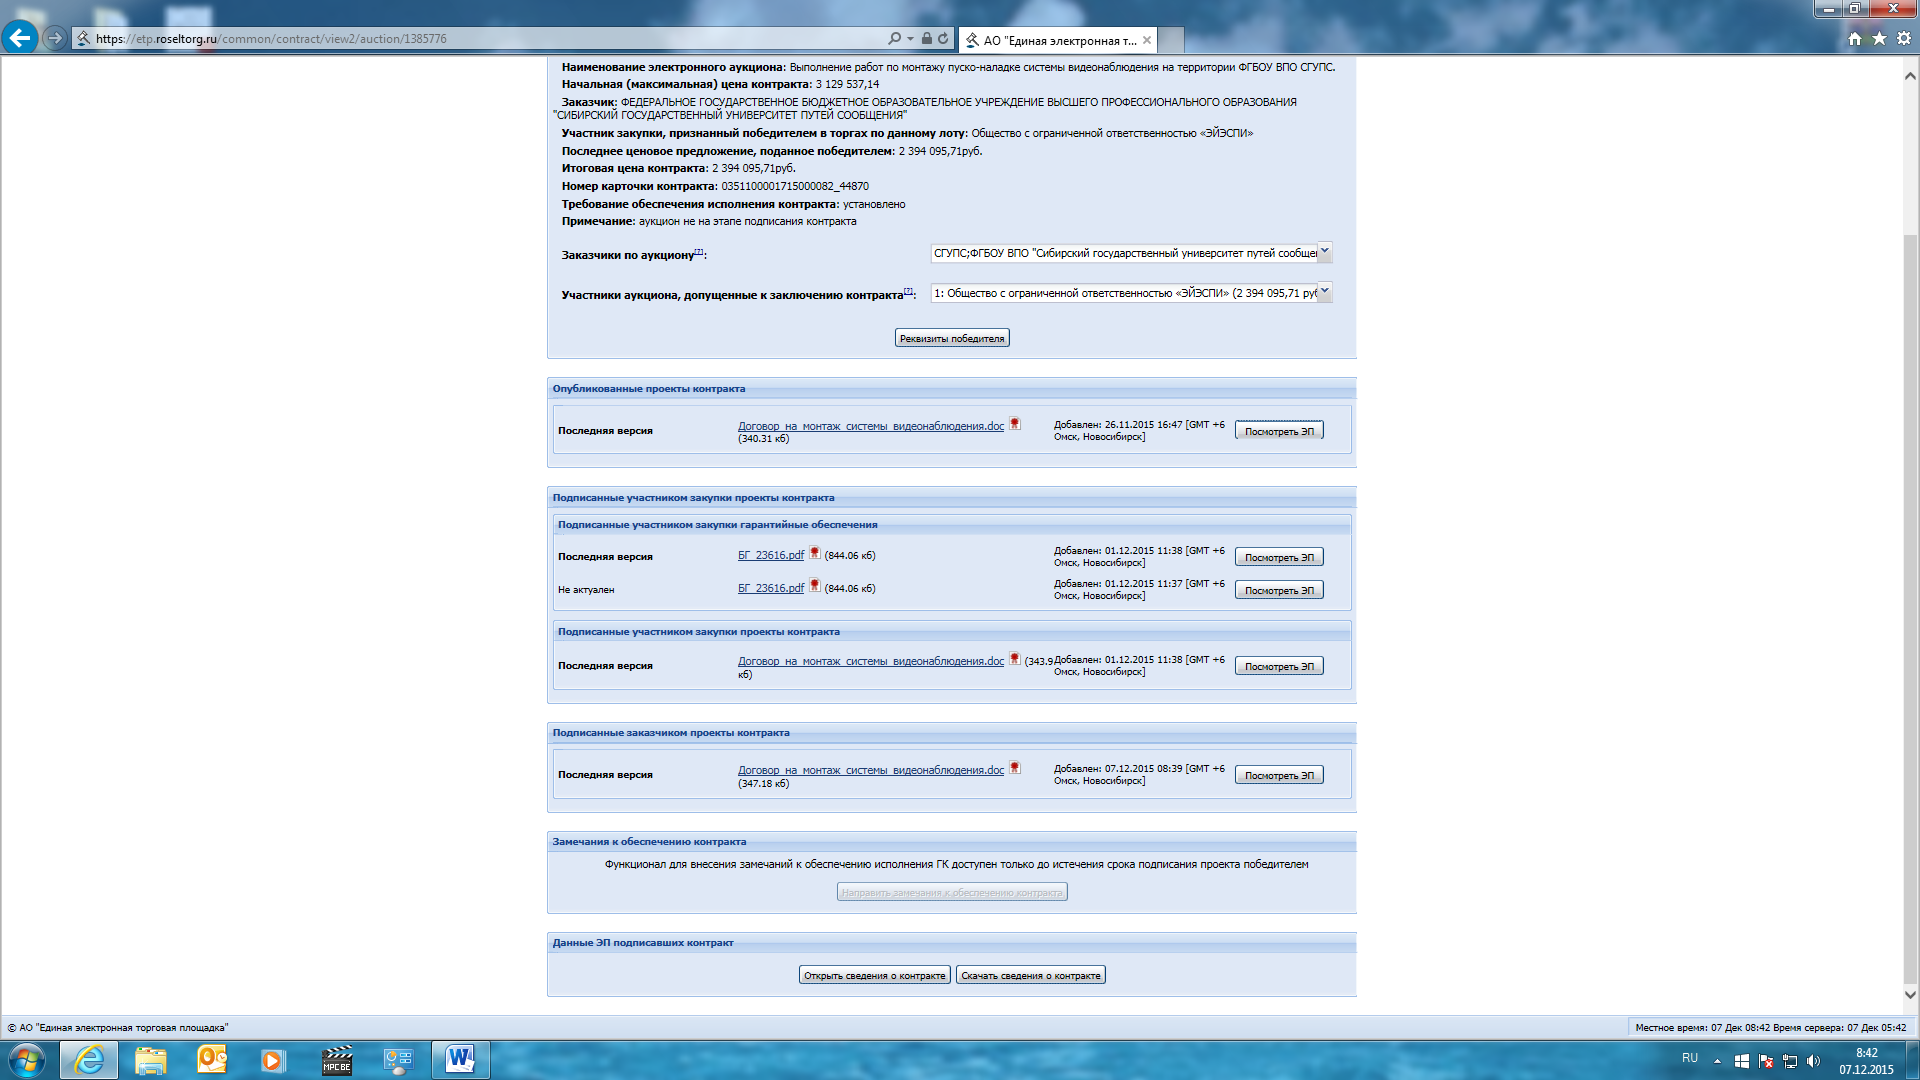 https://etp.roseltorg.ru/common/contract/view2/auction/1385776
АО "Единая электронная т...
Наименование электронного аукциона: Выполнение работ по монтажу пуско-наладке системы видеонаблюдения на территории ФГБОУ ВПО СГУПС.
Начальная (максимальная) цена контракта: 3 129 537,14
Заказчик: ФЕДЕРАЛЬНОЕ ГОСУДАРСТВЕННОЕ БЮДЖЕТНОЕ ОБРАЗОВАТЕЛЬНОЕ УЧРЕЖДЕНИЕ ВЫСШЕГО ПРОФЕССИОНАЛЬНОГО ОБРАЗОВАНИЯ
"СИБИРСКИЙ ГОСУДАРСТВЕННЫЙ УНИВЕРСИТЕТ ПУТЕЙ СООБЩЕНИЯ"
Участник закупки, признанный победителем в торгах по данному лоту: Общество с ограниченной ответственностью «ЭЙЭСПИ»
Последнее ценовое предложение, поданное победителем: 2 394 095,71руб.
Итоговая цена контракта: 2 394 095,71руб.
Номер карточки контракта: 0351100001715000082_44870
Требование обеспечения исполнения контракта: установлено
Примечание: аукцион не на этапе подписания контракта
Заказчики по аукциону[?]: СГУПС;ФГБОУ ВПО "Сибирский государственный университет путей сообще
Участники аукциона, допущенные к заключению контракта[?]: 1: Общество с ограниченной ответственностью «ЭЙЭСПИ» (2 394 095,71 ру
Реквизиты победителя
Опубликованные проекты контракта
Последняя версия Договор_на_монтаж_системы_видеонаблюдения.doc Добавлен: 26.11.2015 16:47 [GMT +6 Посмотреть ЭП
(340.31 кб) Омск, Новосибирск]
Подписанные участником закупки проекты контракта
Подписанные участником закупки гарантийные обеспечения
Последняя версия БГ_23616.pdf (844.06 кб) Добавлен: 01.12.2015 11:38 [GMT +6 Посмотреть ЭП
Омск, Новосибирск]
Не актуален БГ_23616.pdf (844.06 кб) Добавлен: 01.12.2015 11:37 [GMT +6 Посмотреть ЭП
Омск, Новосибирск]
Подписанные участником закупки проекты контракта
Последняя версия Договор_на_монтаж_системы_видеонаблюдения.doc (343.9 Добавлен: 01.12.2015 11:38 [GMT +6 Посмотреть ЭП
кб) Омск, Новосибирск]
Подписанные заказчиком проекты контракта
Последняя версия Договор_на_монтаж_системы_видеонаблюдения.doc Добавлен: 07.12.2015 08:39 [GMT +6 Посмотреть ЭП
(347.18 кб) Омск, Новосибирск]
Замечания к обеспечению контракта
Функционал для внесения замечаний к обеспечению исполнения ГК доступен только до истечения срока подписания проекта победителем
Направить замечания к обеспечению контракта
Данные ЭП подписавших контракт
Открыть сведения о контракте Скачать сведения о контракте
© АО "Единая электронная торговая площадка" Местное время: 07 Дек 08:42 Время сервера: 07 Дек 05:42
MPC BE
RU 8:42
07.12.2015